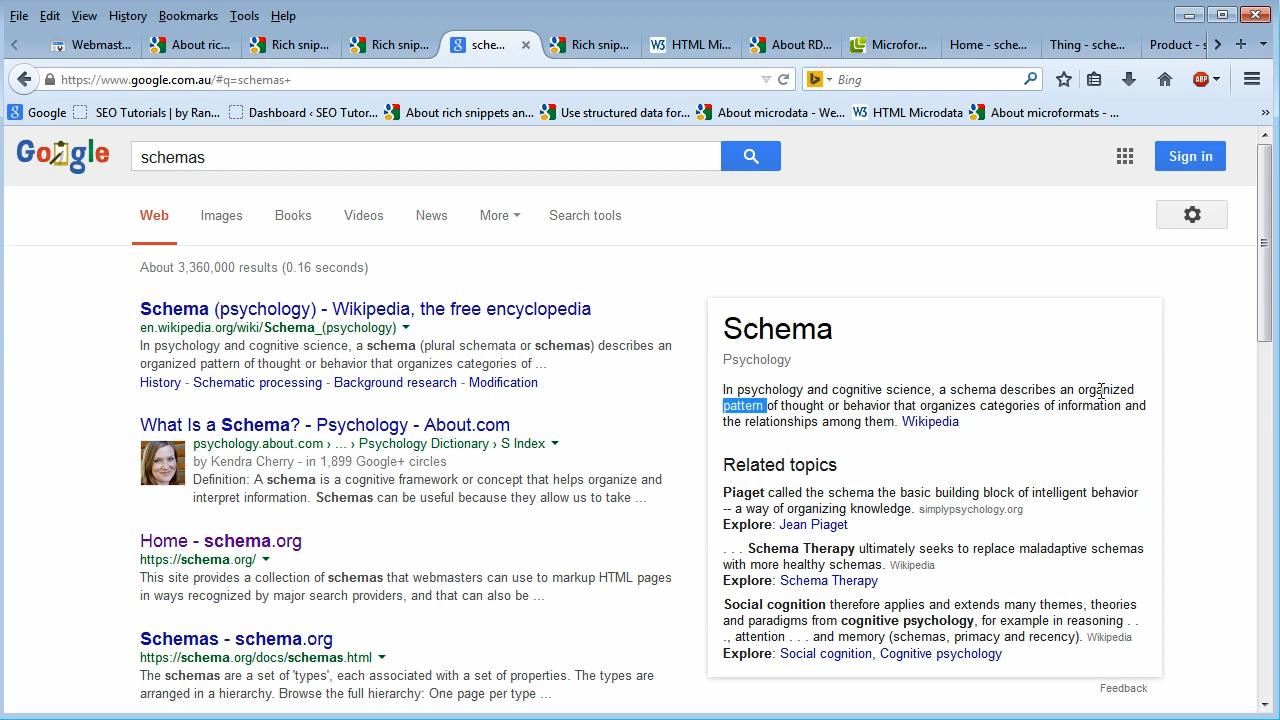 File Edit View History Bookmarks Tools Help
Webmast... About ric... Rich snip... Rich snip... sche... Rich snip... HTML Mi... About RD... Microfor... Home - sche... Thing - sche... Product - s
https://www.google.com.au/#q=schemas+ Bing ABP
Google SEO Tutorials | by Ran... Dashboard ‹ SEO Tutor... About rich snippets an... Use structured data for... About microdata - We... HTML Microdata About microformats - ...
Google schemas Sign in
Web Images Books Videos News More Search tools
About 3,360,000 results (0.16 seconds)
Schema (psychology) - Wikipedia, the free encyclopedia
en.wikipedia.org/wiki/Schema_(psychology)
In psychology and cognitive science, a schema (plural schemata or schemas) describes an
organized pattern of thought or behavior that organizes categories of ...
History - Schematic processing - Background research - Modification
What Is a Schema? - Psychology - About.com
psychology.about.com › ... › Psychology Dictionary › S Index
by Kendra Cherry - in 1,899 Google+ circles
Definition: A schema is a cognitive framework or concept that helps organize and
interpret information. Schemas can be useful because they allow us to take ...
Home - schema.org
https://schema.org/
This site provides a collection of schemas that webmasters can use to markup HTML pages
in ways recognized by major search providers, and that can also be ...
Schemas - schema.org
https://schema.org/docs/schemas.html
The schemas are a set of 'types', each associated with a set of properties. The types are
arranged in a hierarchy. Browse the full hierarchy: One page per type ...
Schema
Psychology
In psychology and cognitive science, a schema describes an organized
pattern of thought or behavior that organizes categories of information and
the relationships among them. Wikipedia
Related topics
Piaget called the schema the basic building block of intelligent behavior
-- a way of organizing knowledge. simplypsychology.org
Explore: Jean Piaget
. . . Schema Therapy ultimately seeks to replace maladaptive schemas
with more healthy schemas. Wikipedia
Explore: Schema Therapy
Social cognition therefore applies and extends many themes, theories
and paradigms from cognitive psychology, for example in reasoning . .
., attention . . . and memory (schemas, primacy and recency). Wikipedia
Explore: Social cognition, Cognitive psychology
Feedback